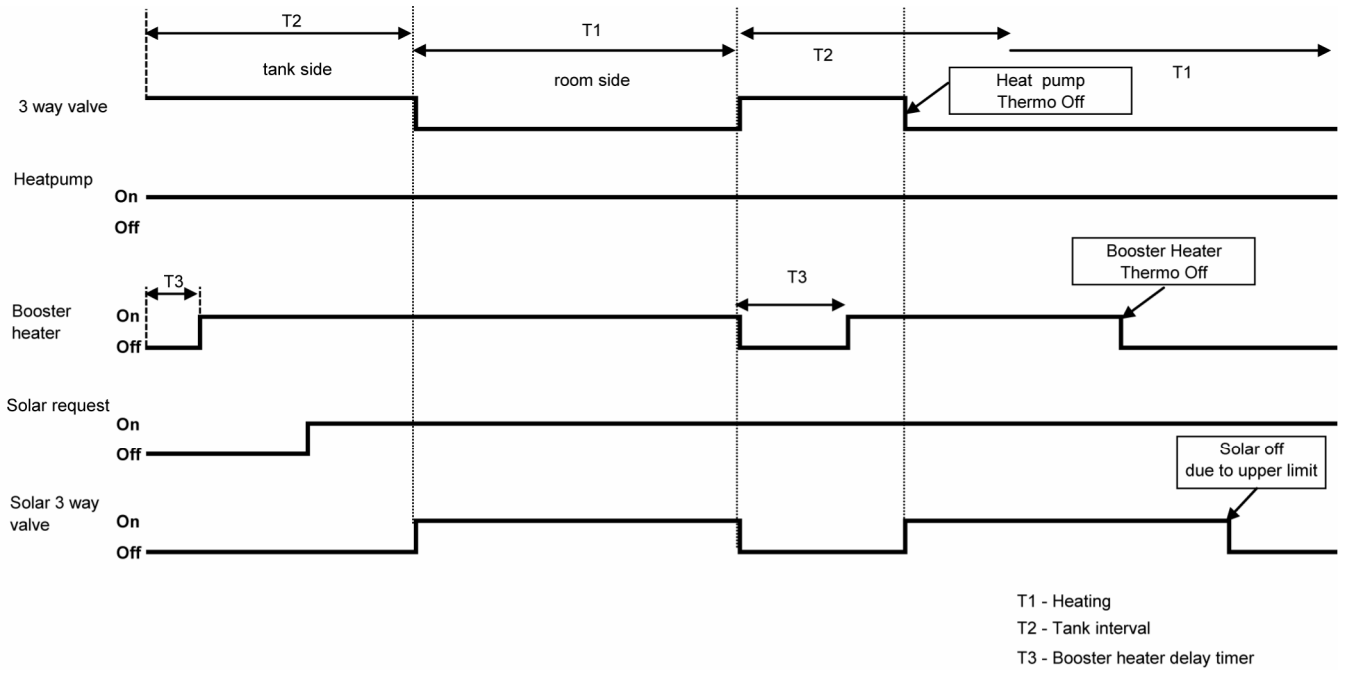 T2
T1
T2
T1
tank side
room side
Heat pump
Thermo Off
3 way valve
Heatpump
On
Off
Booster Heater
Thermo Off
T3
T3
Booster
heater
On
Off
Solar request
On
Off
Solar off
due to upper limit
Solar 3 way
valve
On
Off
T1 - Heating
T2 - Tank interval
T3 - Booster heater delay timer